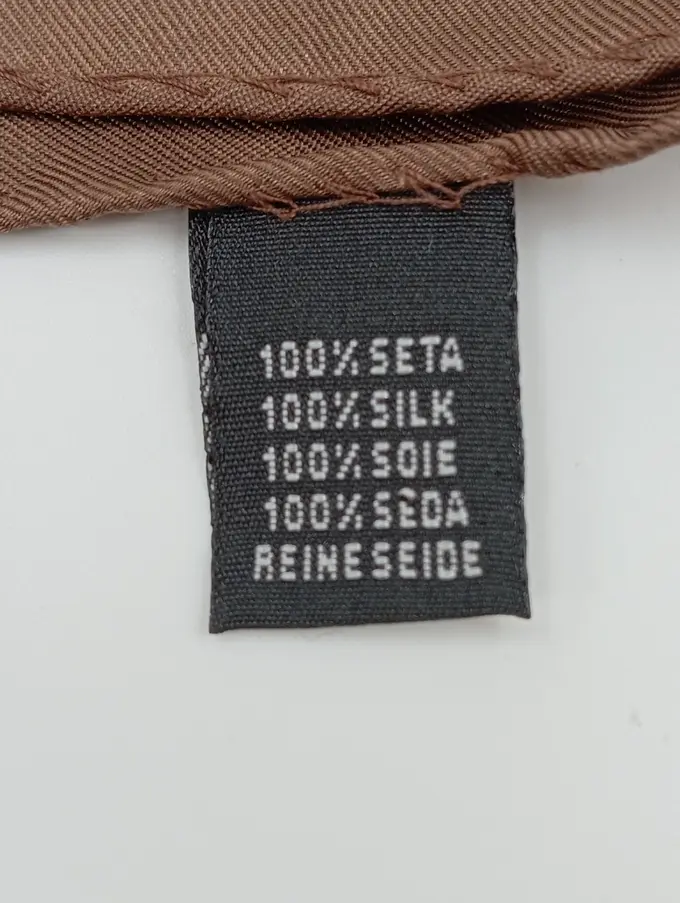 100% SETA
100% SILK
100% SOIE
100% SEDA
REINE SEIDE